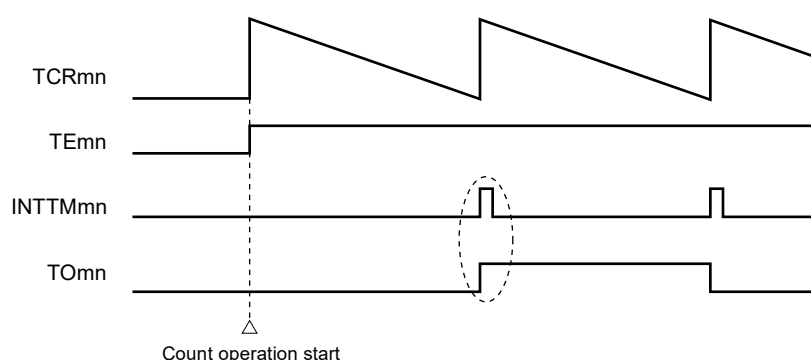 TCRmn
TEmn
INTTMmn
TOmn
Count operation start